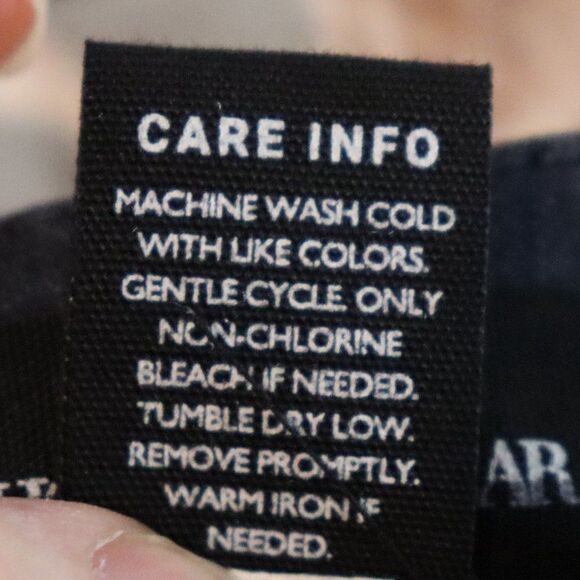 CARE INFO
MACHINE WASH COLD
WITH LIKE COLORS.
GENTLE CYCLE. ONLY
NON-CHLORINE
BLEACH IF NEEDED.
TUMBLE DRY LOW.
REMOVE PROMPTLY.
WARM IRON IF
NEEDED.
AR